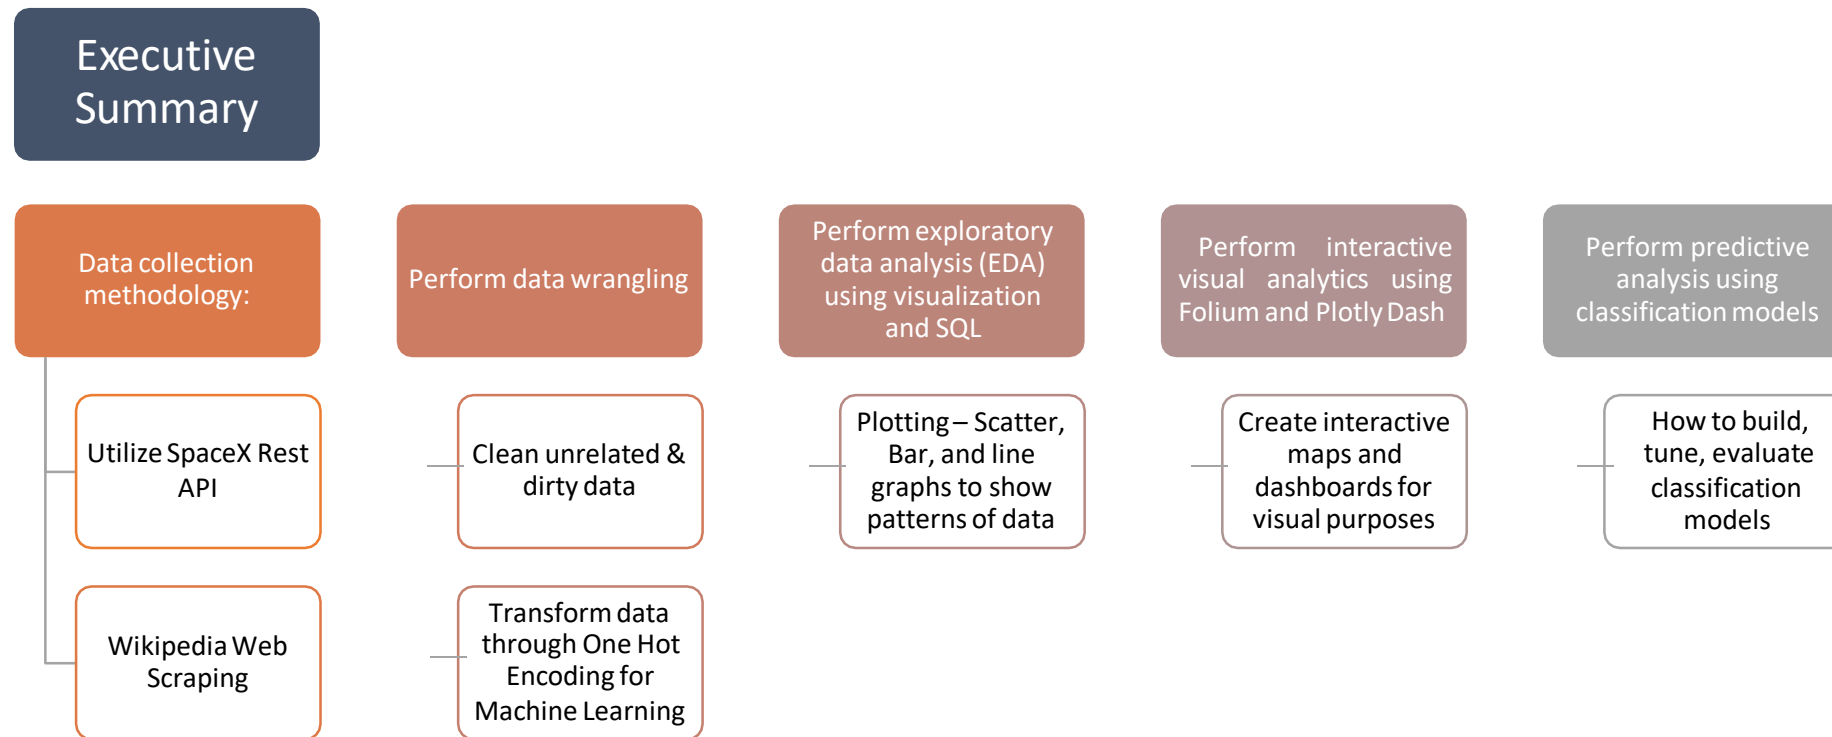 Executive
Summary
Data collection
methodology:
Utilize SpaceX Rest
API
Wikipedia Web
Scraping
Perform data wrangling
Clean unrelated &
dirty data
Transform data
through One Hot
Encoding for
Machine Learning
Perform exploratory
data analysis (EDA)
using visualization
and SQL
Plotting – Scatter,
Bar, and line
graphs to show
patterns of data
Perform interactive
visual analytics using
Folium and Plotly Dash
Create interactive
maps and
dashboards for
visual purposes
Perform predictive
analysis using
classification models
How to build,
tune, evaluate
classification
models